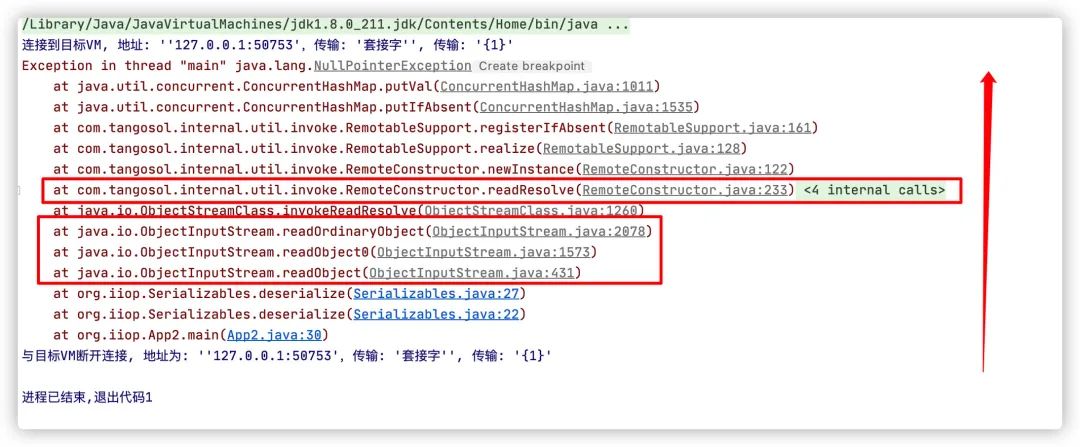 /Library/Java/JavaVirtualMachines/jdk1.8.0_211.jdk/Contents/Home/bin/java ...
连接到目标VM, 地址: ''127.0.0.1:50753', 传输: '套接字'', 传输: '{1}'
Exception in thread "main" java.lang.NullPointerException Create breakpoint
at java.util.concurrent.ConcurrentHashMap.putVal(ConcurrentHashMap.java:1011)
at java.util.concurrent.ConcurrentHashMap.putIfAbsent(ConcurrentHashMap.java:1535)
at com.tangosol.internal.util.invoke.RemotableSupport.registerIfAbsent(RemotableSupport.java:161)
at com.tangosol.internal.util.invoke.RemotableSupport.realize(RemotableSupport.java:128)
at com.tangosol.internal.util.invoke.RemoteConstructor.newInstance(RemoteConstructor.java:122)
at com.tangosol.internal.util.invoke.RemoteConstructor.readResolve(RemoteConstructor.java:233) <4 internal calls>
at java.io.ObjectStreamClass.invokeReadResolve(ObjectStreamClass.java:1260)
at java.io.ObjectInputStream.readOrdinaryObject(ObjectInputStream.java:2078)
at java.io.ObjectInputStream.readObject0(ObjectInputStream.java:1573)
at java.io.ObjectInputStream.readObject(ObjectInputStream.java:431)
at org.iiop.Serializables.deserialize(Serializables.java:27)
at org.iiop.Serializables.deserialize(Serializables.java:22)
at org.iiop.App2.main(App2.java:30)
与目标VM断开连接, 地址为: ''127.0.0.1:50753', 传输: '套接字'', 传输: '{1}'
进程已结束,退出代码1